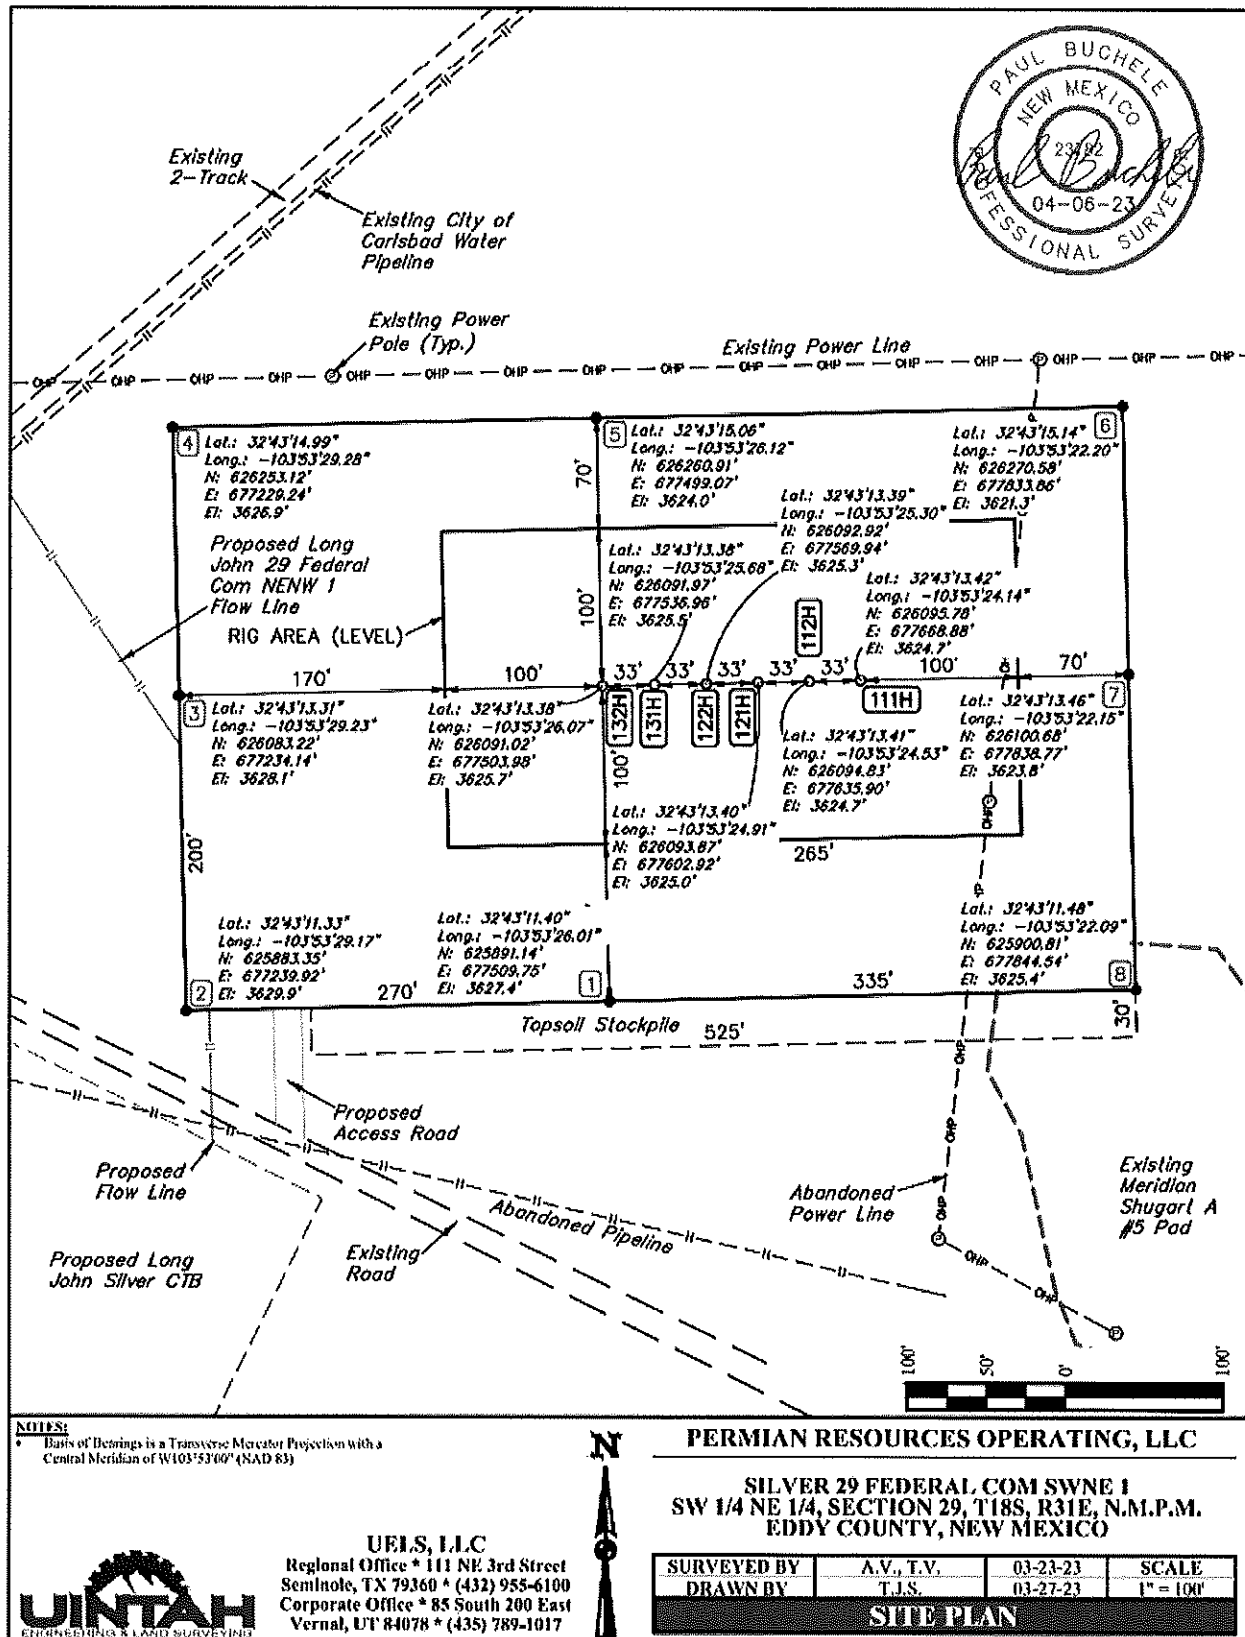 PAUL BUCHELE
NEW MEXICO
04-06-23
PROFESSIONAL SURVEYOR
Existing
2-Track
Existing City of
Carlsbad Water
Pipeline
Existing Power
Pole (Typ.)
Existing Power Line
4
Lat.: 32°43'14.99"
Long.: -103°53'29.28"
N: 626253.12'
E: 677229.24'
El: 3626.9'
5
Lat.: 32°43'15.06"
Long.: -103°53'26.12"
N: 626260.91'
E: 677499.07'
El: 3624.0'
6
Lat.: 32°43'15.14"
Long.: -103°53'22.20"
N: 626270.58'
E: 677833.86'
El: 3621.3'
70'
Lat.: 32°43'13.39"
Long.: -103°53'25.30"
N: 626092.92'
E: 677569.94'
El: 3625.3'
Proposed Long
John 29 Federal
Com NENW 1
Flow Line
RIG AREA (LEVEL)
Lat.: 32°43'13.38"
Long.: -103°53'25.68"
N: 626091.97'
E: 677536.96'
El: 3625.5'
100'
Lat.: 32°43'13.42"
Long.: -103°53'24.14"
N: 626095.78'
E: 677668.88'
El: 3624.7'
112H
170'
100'
33'
33'
33'
33'
33'
100'
70'
132H
131H
122H
121H
111H
3
Lat.: 32°43'13.31"
Long.: -103°53'29.23"
N: 626083.22'
E: 677234.14'
El: 3628.1'
Lat.: 32°43'13.38"
Long.: -103°53'26.07"
N: 626091.02'
E: 677503.98'
El: 3625.7'
100'
Lat.: 32°43'13.41"
Long.: -103°53'24.53"
N: 626094.83'
E: 677635.90'
El: 3624.7'
7
Lat.: 32°43'13.46"
Long.: -103°53'22.15"
N: 626100.68'
E: 677838.77'
El: 3623.8'
200'
Lat.: 32°43'13.40"
Long.: -103°53'24.91"
N: 626093.87'
E: 677602.92'
El: 3625.0'
265'
2
Lat.: 32°43'11.33"
Long.: -103°53'29.17"
N: 625883.35'
E: 677239.92'
El: 3629.9'
270'
Lat.: 32°43'11.40"
Long.: -103°53'26.01"
N: 625891.14'
E: 677509.75'
El: 3627.4'
1
335'
Lat.: 32°43'11.48"
Long.: -103°53'22.09"
N: 625900.81'
E: 677844.54'
El: 3625.4'
8
30'
Topsoil Stockpile
525'
Proposed
Access Road
Proposed
Flow Line
Abandoned Pipeline
Existing
Road
Proposed Long
John Silver CTB
Abandoned
Power Line
Existing
Meridian
Shugart A
#5 Pad
100'
50'
0'
100'
NOTES:
• Basis of Bearings is a Transverse Mercator Projection with a
Central Meridian of W103°53'00" (NAD 83)
N
UINTAH
ENGINEERING & LAND SURVEYING
UELS, LLC
Regional Office * 111 NE 3rd Street
Seminole, TX 79360 * (432) 955-6100
Corporate Office * 85 South 200 East
Vernal, UT 84078 * (435) 789-1017
PERMIAN RESOURCES OPERATING, LLC
SILVER 29 FEDERAL COM SWNE 1
SW 1/4 NE 1/4, SECTION 29, T18S, R31E, N.M.P.M.
EDDY COUNTY, NEW MEXICO
SURVEYED BY A.V., T.V. 03-23-23 SCALE
DRAWN BY T.J.S. 03-27-23 1" = 100'
SITE PLAN